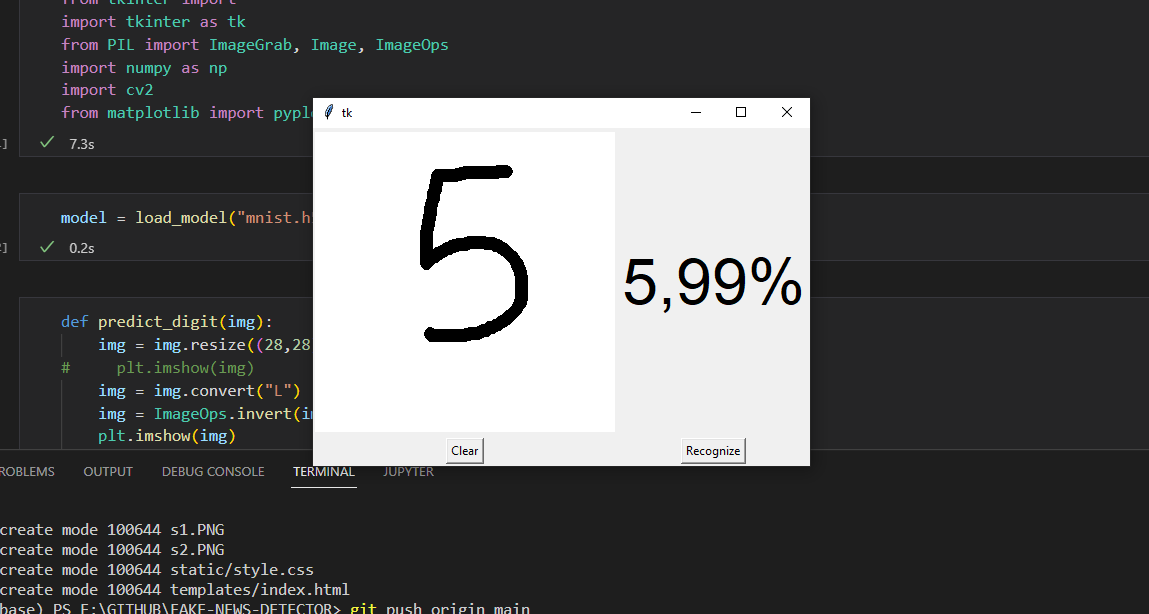 from tkinter import
import tkinter as tk
from PIL import ImageGrab, Image, ImageOps
import numpy as np
import cv2
from matplotlib import
✓ 7.3s
tk
model = load_model("mnist.h
✓ 0.2s
5
5,99%
def predict_digit(img):
img = img.resize((28,28
# plt.imshow(img)
img = img.convert("L")
img = ImageOps.invert(
plt.imshow(img)
Clear
Recognize
OUTPUT DEBUG CONSOLE TERMINAL JUPYTER
create mode 100644 s1.PNG
create mode 100644 s2.PNG
create mode 100644 static/style.css
create mode 100644 templates/index.html
base) PS E:\GITHUB\FAKE-NEWS-DETECTOR> git push origin main